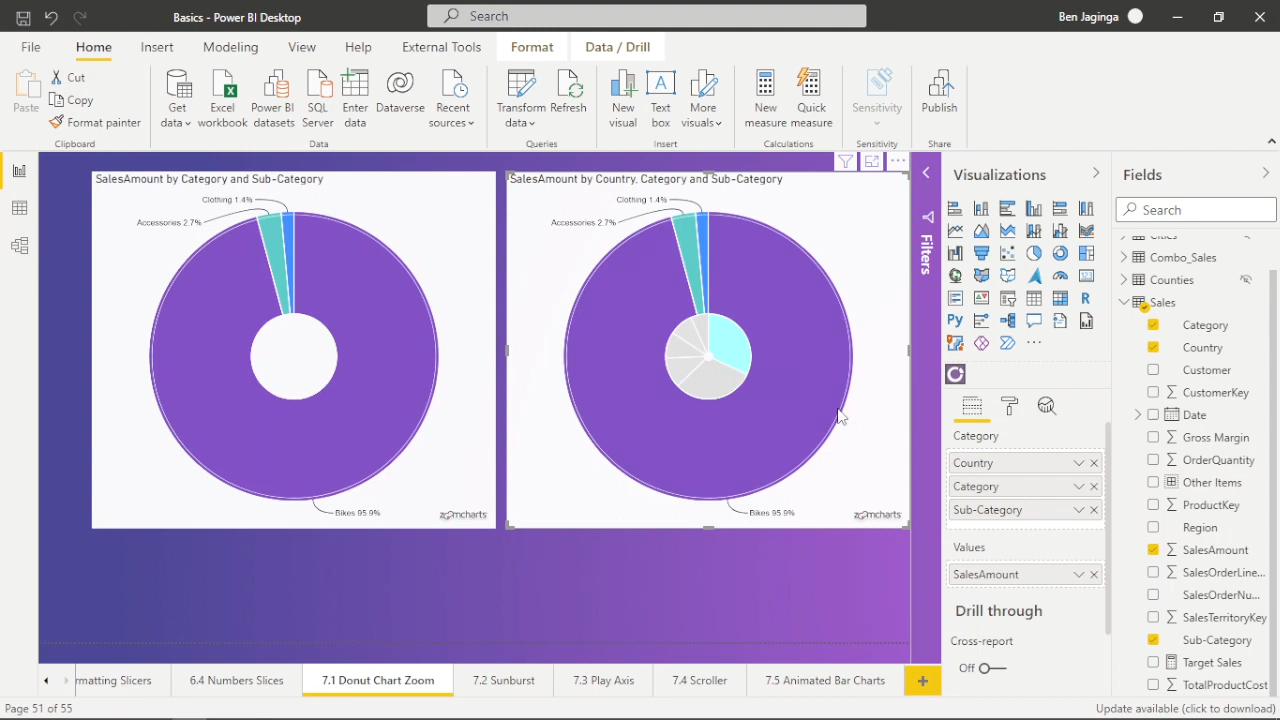 Basics - Power BI Desktop
Search
Ben Jaginga
File
Home
Insert
Modeling
View
Help
External Tools
Format
Data / Drill
Paste
Cut
Copy
Format painter
Clipboard
Get data
Excel workbook
Power BI datasets
SQL Server
Enter data
Dataverse
Recent sources
Data
Transform data
Refresh
Queries
New visual
Text box
More visuals
Insert
New measure
Quick measure
Calculations
Sensitivity
Sensitivity
Publish
Share
SalesAmount by Category and Sub-Category
Clothing 1.4%
Accessories 2.7%
Bikes 95.9%
zoomcharts
SalesAmount by Country, Category and Sub-Category
Clothing 1.4%
Accessories 2.7%
Bikes 95.9%
zoomcharts
Filters
Visualizations
R
Py
Category
Country
Category
Sub-Category
Values
SalesAmount
Drill through
Cross-report
Off
Fields
Search
Combo_Sales
Counties
Sales
Category
Country
Customer
CustomerKey
Date
Gross Margin
OrderQuantity
Other Items
ProductKey
Region
SalesAmount
SalesOrderLine...
SalesOrderNu...
SalesTerritoryKey
Sub-Category
Target Sales
TotalProductCost
rmatting Slicers
6.4 Numbers Slices
7.1 Donut Chart Zoom
7.2 Sunburst
7.3 Play Axis
7.4 Scroller
7.5 Animated Bar Charts
Page 51 of 55
Update available (click to download)